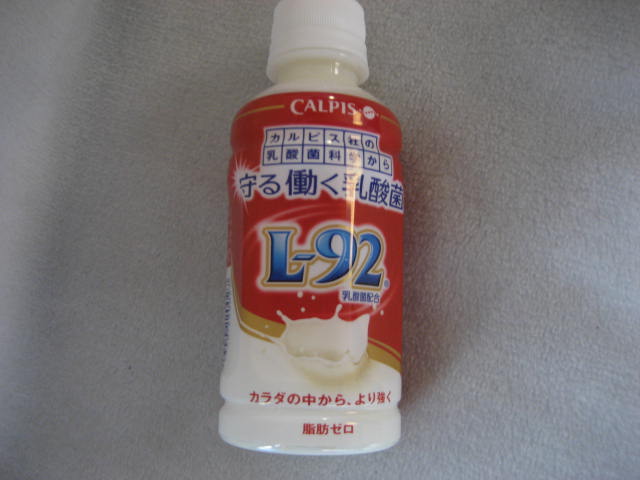 CALPIS
カルピス社の
乳酸菌科学から
守る働く乳酸菌
L-92®
乳酸菌配合
カラダの中から、より強く
脂肪ゼロ